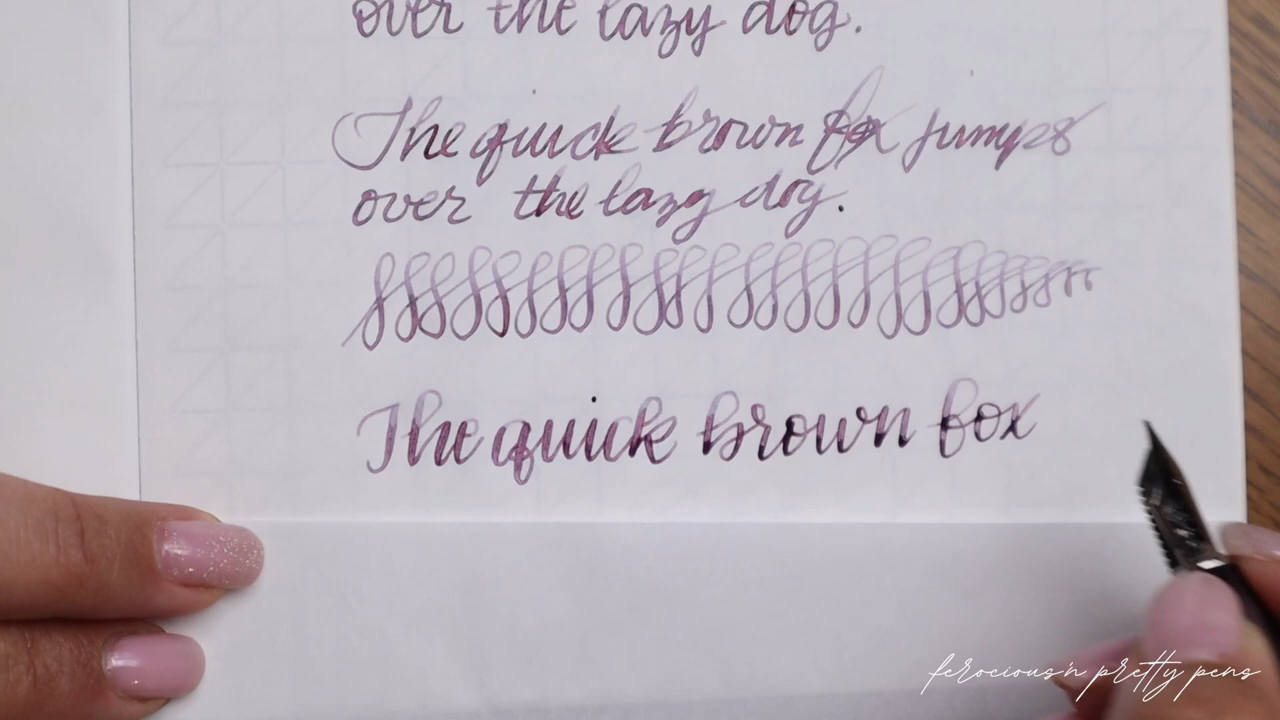 over the lazy dog.
The quick brown fox jumps
over the lazy dog.
The quick brown fox
ferocious'n pretty pens